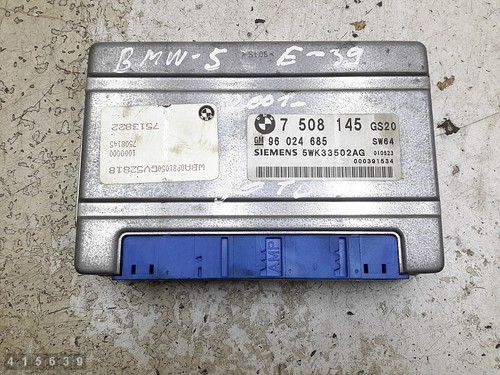 BMW-5 E-39
2001-
7 508 145 GS20
GM 96 024 685 SW64
SIEMENS 5WK33502AG 010523
000391534
7513822
7508145
1000000
AMP
415639